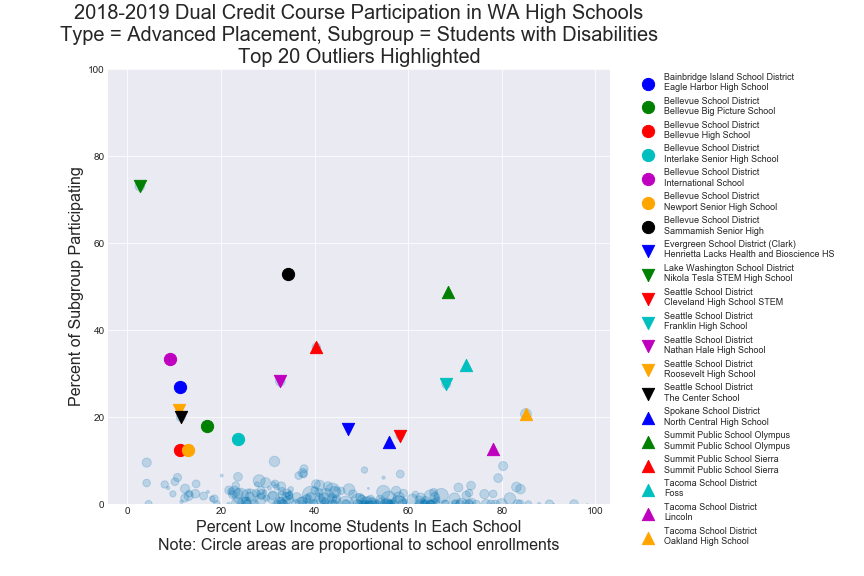 2018-2019 Dual Credit Course Participation in WA High Schools
Type = Advanced Placement, Subgroup = Students with Disabilities
Top 20 Outliers Highlighted
Percent of Subgroup Participating
100
80
60
40
20
0
0 20 40 60 80 100
Percent Low Income Students In Each School
Note: Circle areas are proportional to school enrollments
Bainbridge Island School District
Eagle Harbor High School
Bellevue School District
Bellevue Big Picture School
Bellevue School District
Bellevue High School
Bellevue School District
Interlake Senior High School
Bellevue School District
International School
Bellevue School District
Newport Senior High School
Bellevue School District
Sammamish Senior High
Evergreen School District (Clark)
Henrietta Lacks Health and Bioscience HS
Lake Washington School District
Nikola Tesla STEM High School
Seattle School District
Cleveland High School STEM
Seattle School District
Franklin High School
Seattle School District
Nathan Hale High School
Seattle School District
Roosevelt High School
Seattle School District
The Center School
Spokane School District
North Central High School
Summit Public School Olympus
Summit Public School Olympus
Summit Public School Sierra
Summit Public School Sierra
Tacoma School District
Foss
Tacoma School District
Lincoln
Tacoma School District
Oakland High School